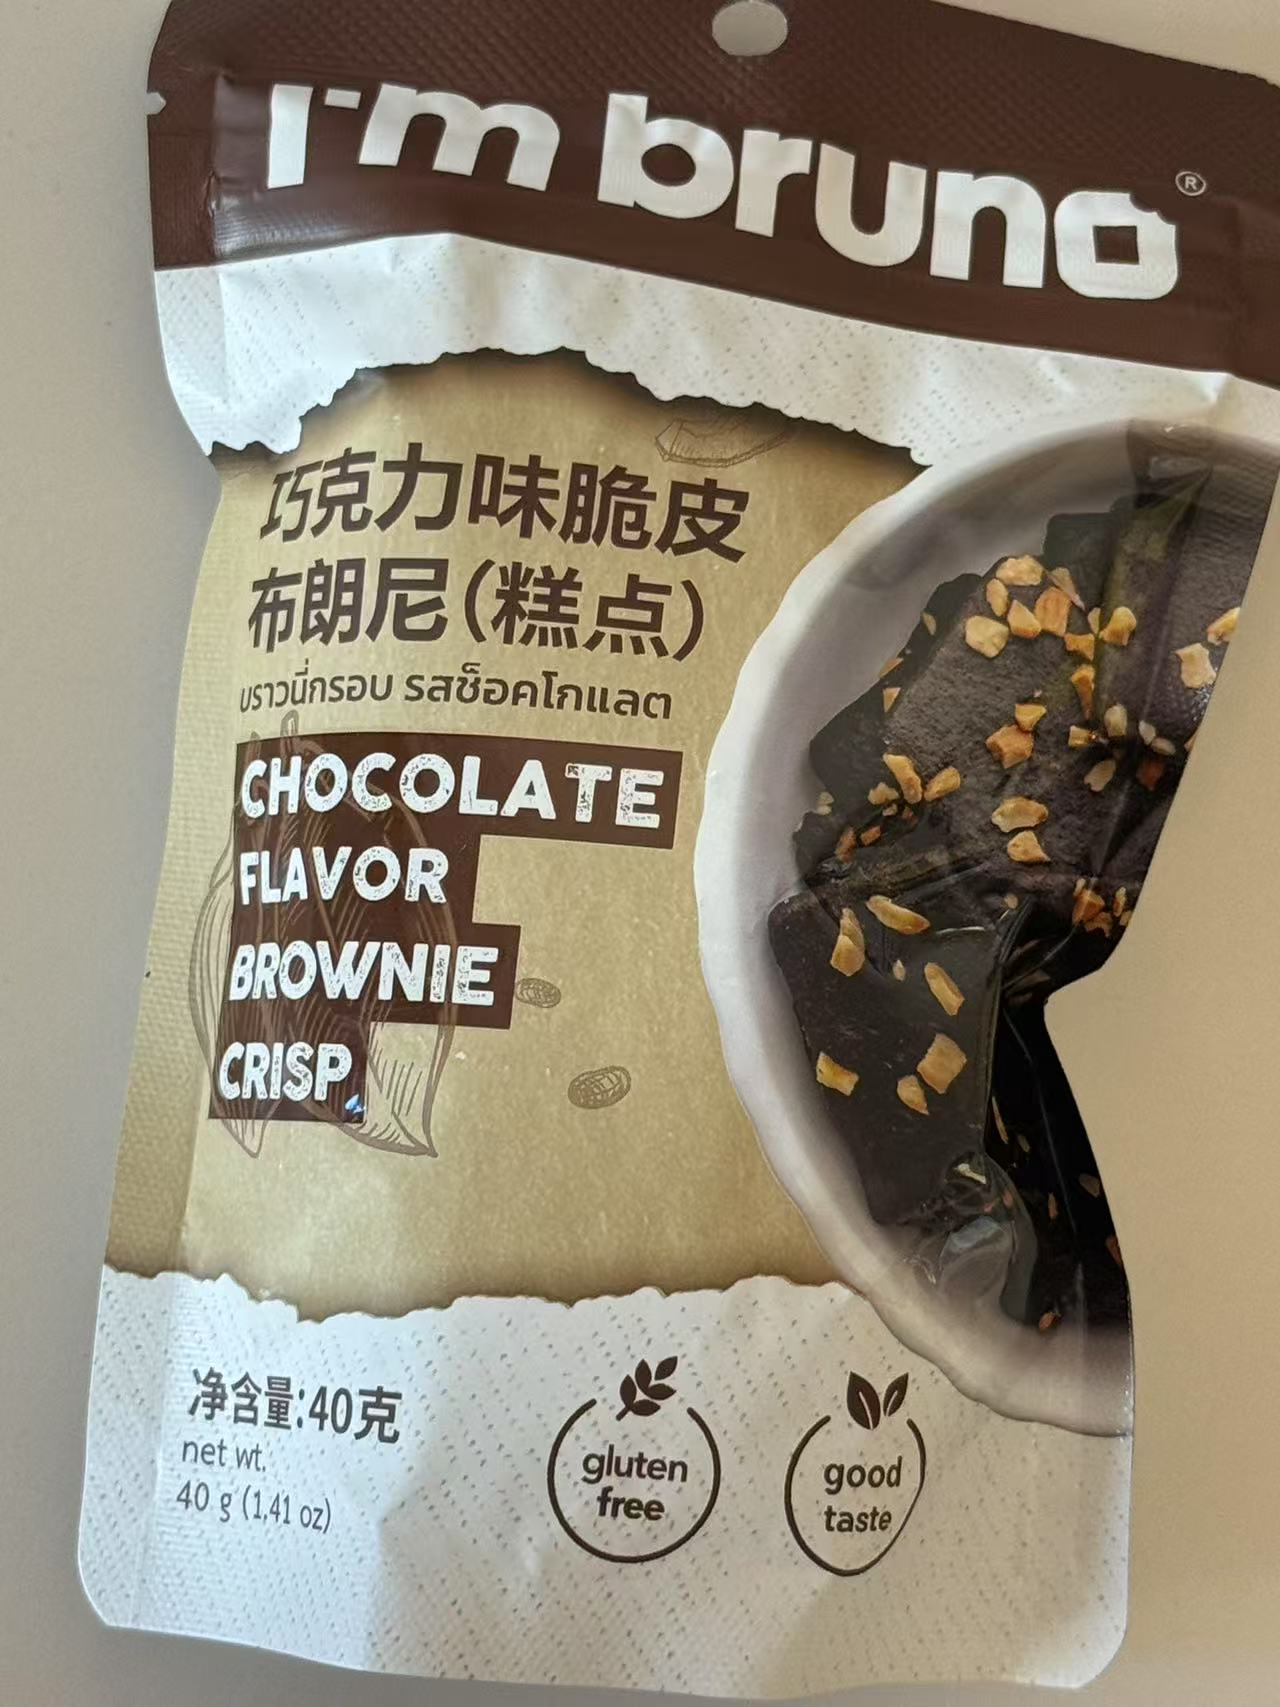 I'm bruno®
巧克力味脆皮
布朗尼(糕点)
บราวนี่กรอบ รสช็อคโกแลต
CHOCOLATE
FLAVOR
BROWNIE
CRISP
净含量:40克
net wt.
40 g (1,41 oz)
gluten
free
good
taste